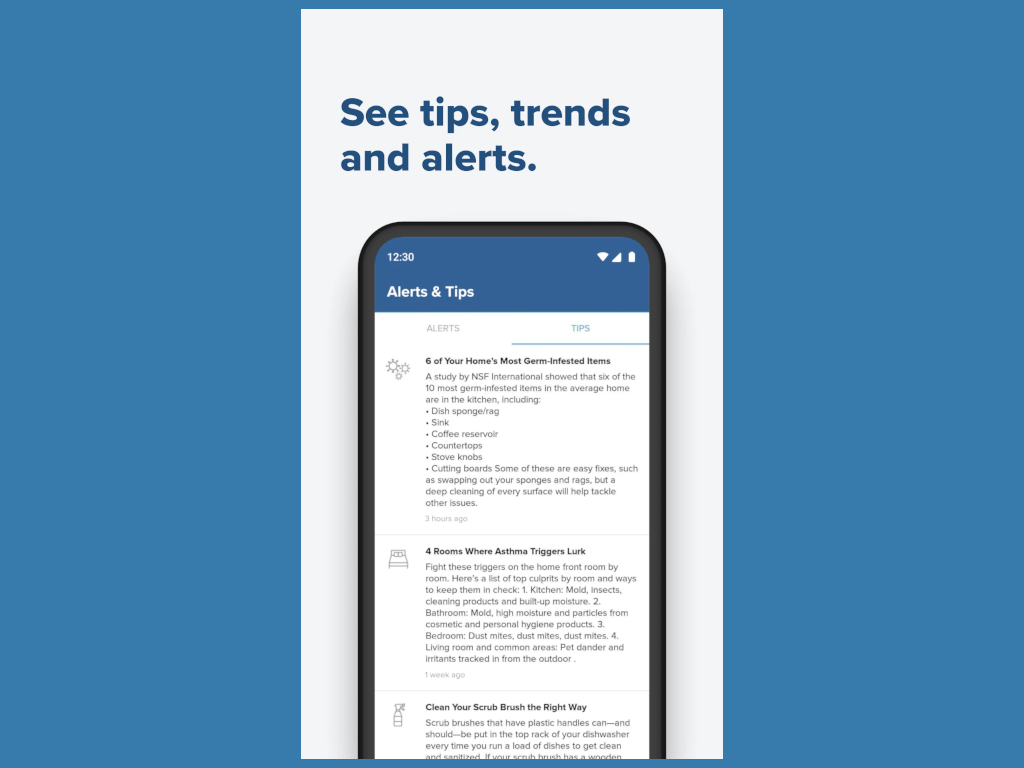 See tips, trends
and alerts.
12:30
Alerts & Tips
ALERTS TIPS
6 of Your Home's Most Germ-Infested Items
A study by NSF International showed that six of the
10 most germ-infested items in the average home
are in the kitchen, including:
• Dish sponge/rag
• Sink
• Coffee reservoir
• Countertops
• Stove knobs
• Cutting boards Some of these are easy fixes, such
as swapping out your sponges and rags, but a
deep cleaning of every surface will help tackle
other issues.
3 hours ago
4 Rooms Where Asthma Triggers Lurk
Fight these triggers on the home front room by
room. Here's a list of top culprits by room and ways
to keep them in check: 1. Kitchen: Mold, insects,
cleaning products and built-up moisture. 2.
Bathroom: Mold, high moisture and particles from
cosmetic and personal hygiene products. 3.
Bedroom: Dust mites, dust mites, dust mites. 4.
Living room and common areas: Pet dander and
irritants tracked in from the outdoor .
1 week ago
Clean Your Scrub Brush the Right Way
Scrub brushes that have plastic handles can—and
should—be put in the top rack of your dishwasher
every time you run a load of dishes to get clean
and sanitized. If your scrub brush has a wooden